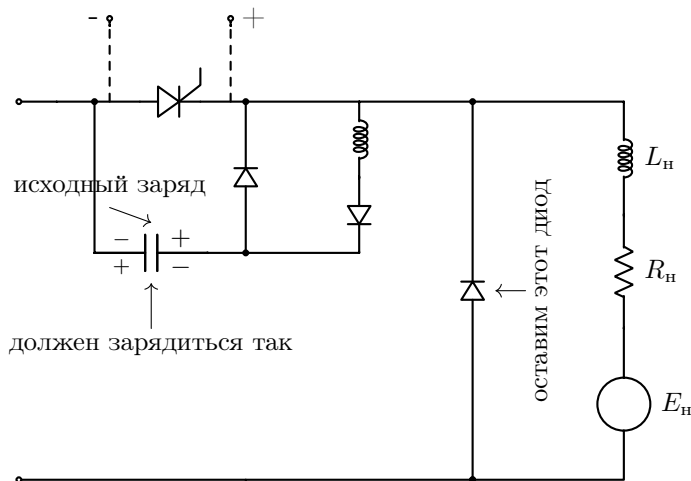 - +
исходный заряд
− +
+ −
должен зарядиться так
оставим этот диод
Lн
Rн
Eн